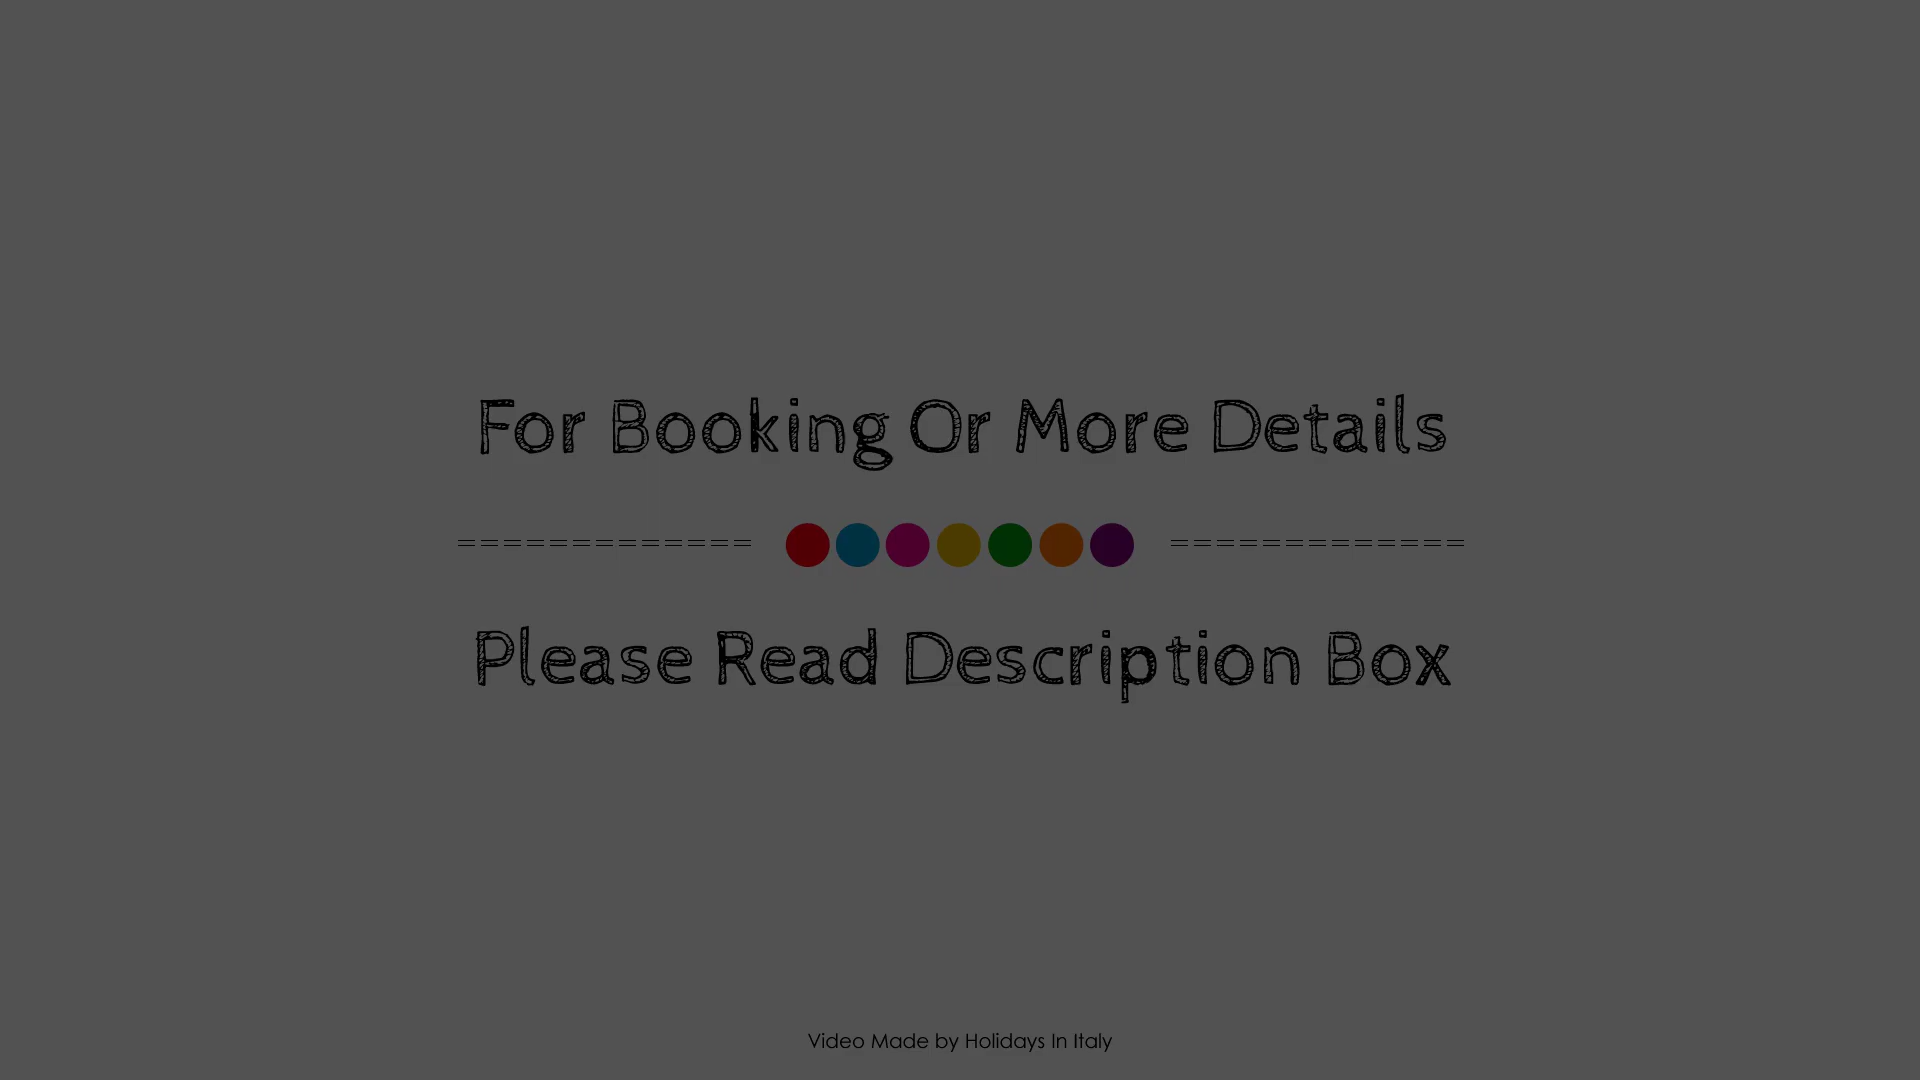 For Booking Or More Details
============= =============
Please Read Description Box
Video Made by Holidays In Italy